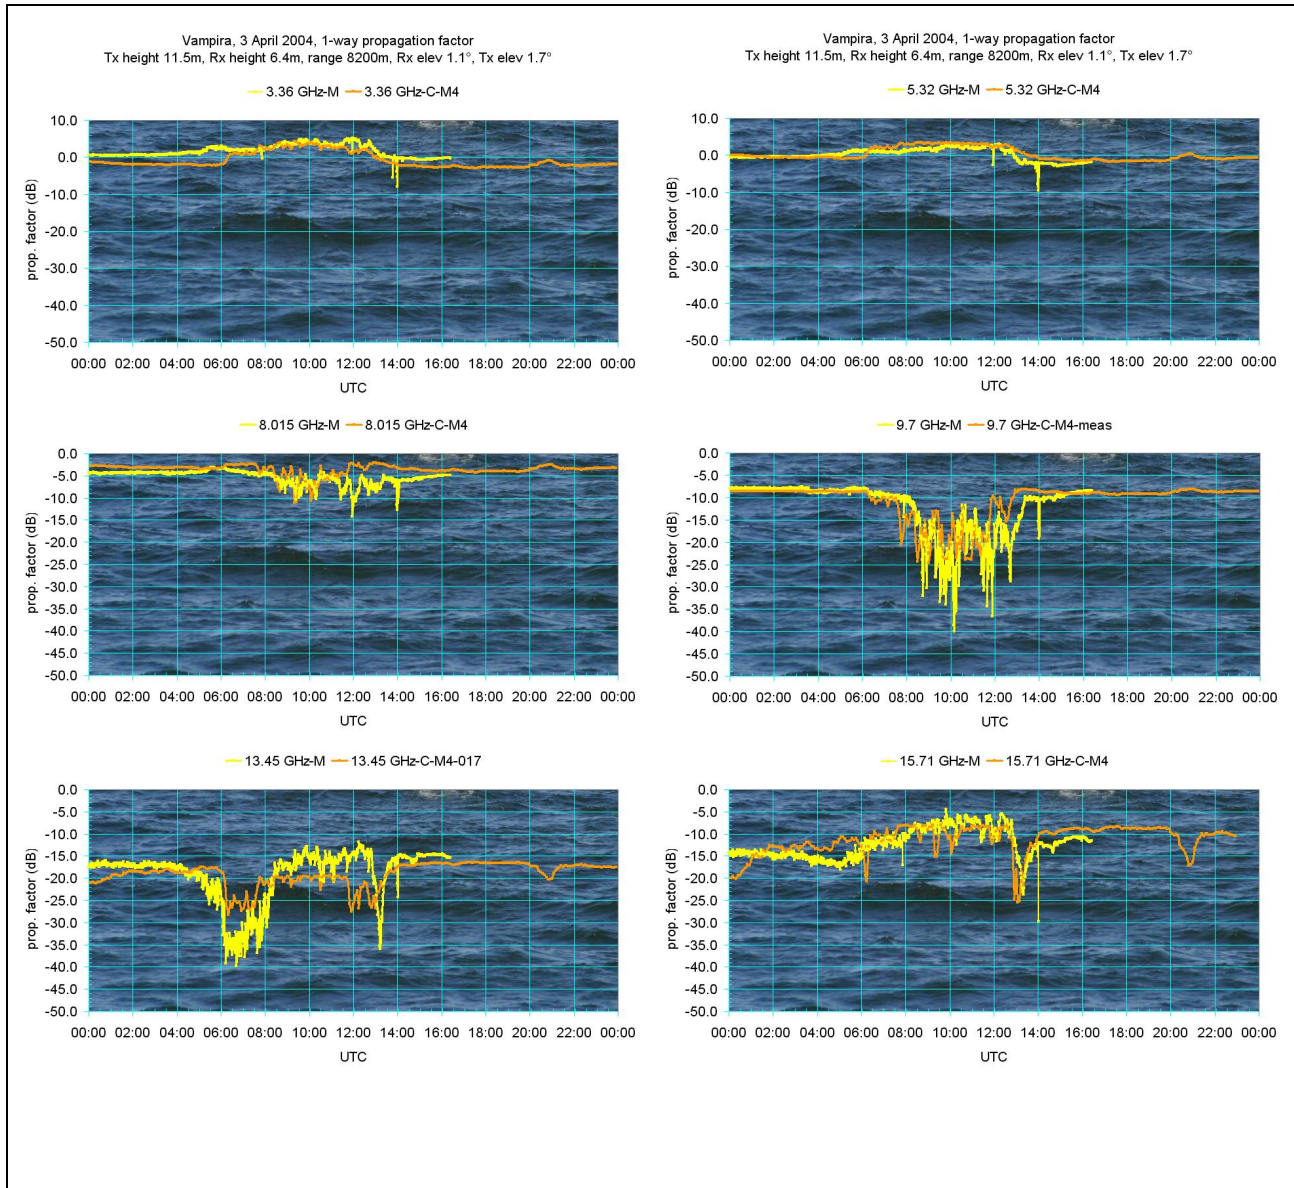 Vampira, 3 April 2004, 1-way propagation factor
Tx height 11.5m, Rx height 6.4m, range 8200m, Rx elev 1.1°, Tx elev 1.7°
3.36 GHz-M 3.36 GHz-C-M4
prop. factor (dB)
10.0
0.0
-10.0
-20.0
-30.0
-40.0
-50.0
00:00 02:00 04:00 06:00 08:00 10:00 12:00 14:00 16:00 18:00 20:00 22:00 00:00
UTC
Vampira, 3 April 2004, 1-way propagation factor
Tx height 11.5m, Rx height 6.4m, range 8200m, Rx elev 1.1°, Tx elev 1.7°
5.32 GHz-M 5.32 GHz-C-M4
prop. factor (dB)
10.0
0.0
-10.0
-20.0
-30.0
-40.0
-50.0
00:00 02:00 04:00 06:00 08:00 10:00 12:00 14:00 16:00 18:00 20:00 22:00 00:00
UTC
8.015 GHz-M 8.015 GHz-C-M4
prop. factor (dB)
0.0
-5.0
-10.0
-15.0
-20.0
-25.0
-30.0
-35.0
-40.0
-45.0
-50.0
00:00 02:00 04:00 06:00 08:00 10:00 12:00 14:00 16:00 18:00 20:00 22:00 00:00
UTC
9.7 GHz-M 9.7 GHz-C-M4-meas
prop. factor (dB)
0.0
-5.0
-10.0
-15.0
-20.0
-25.0
-30.0
-35.0
-40.0
-45.0
-50.0
00:00 02:00 04:00 06:00 08:00 10:00 12:00 14:00 16:00 18:00 20:00 22:00 00:00
UTC
13.45 GHz-M 13.45 GHz-C-M4-017
prop. factor (dB)
0.0
-5.0
-10.0
-15.0
-20.0
-25.0
-30.0
-35.0
-40.0
-45.0
-50.0
00:00 02:00 04:00 06:00 08:00 10:00 12:00 14:00 16:00 18:00 20:00 22:00 00:00
UTC
15.71 GHz-M 15.71 GHz-C-M4
prop. factor (dB)
0.0
-5.0
-10.0
-15.0
-20.0
-25.0
-30.0
-35.0
-40.0
-45.0
-50.0
00:00 02:00 04:00 06:00 08:00 10:00 12:00 14:00 16:00 18:00 20:00 22:00 00:00
UTC